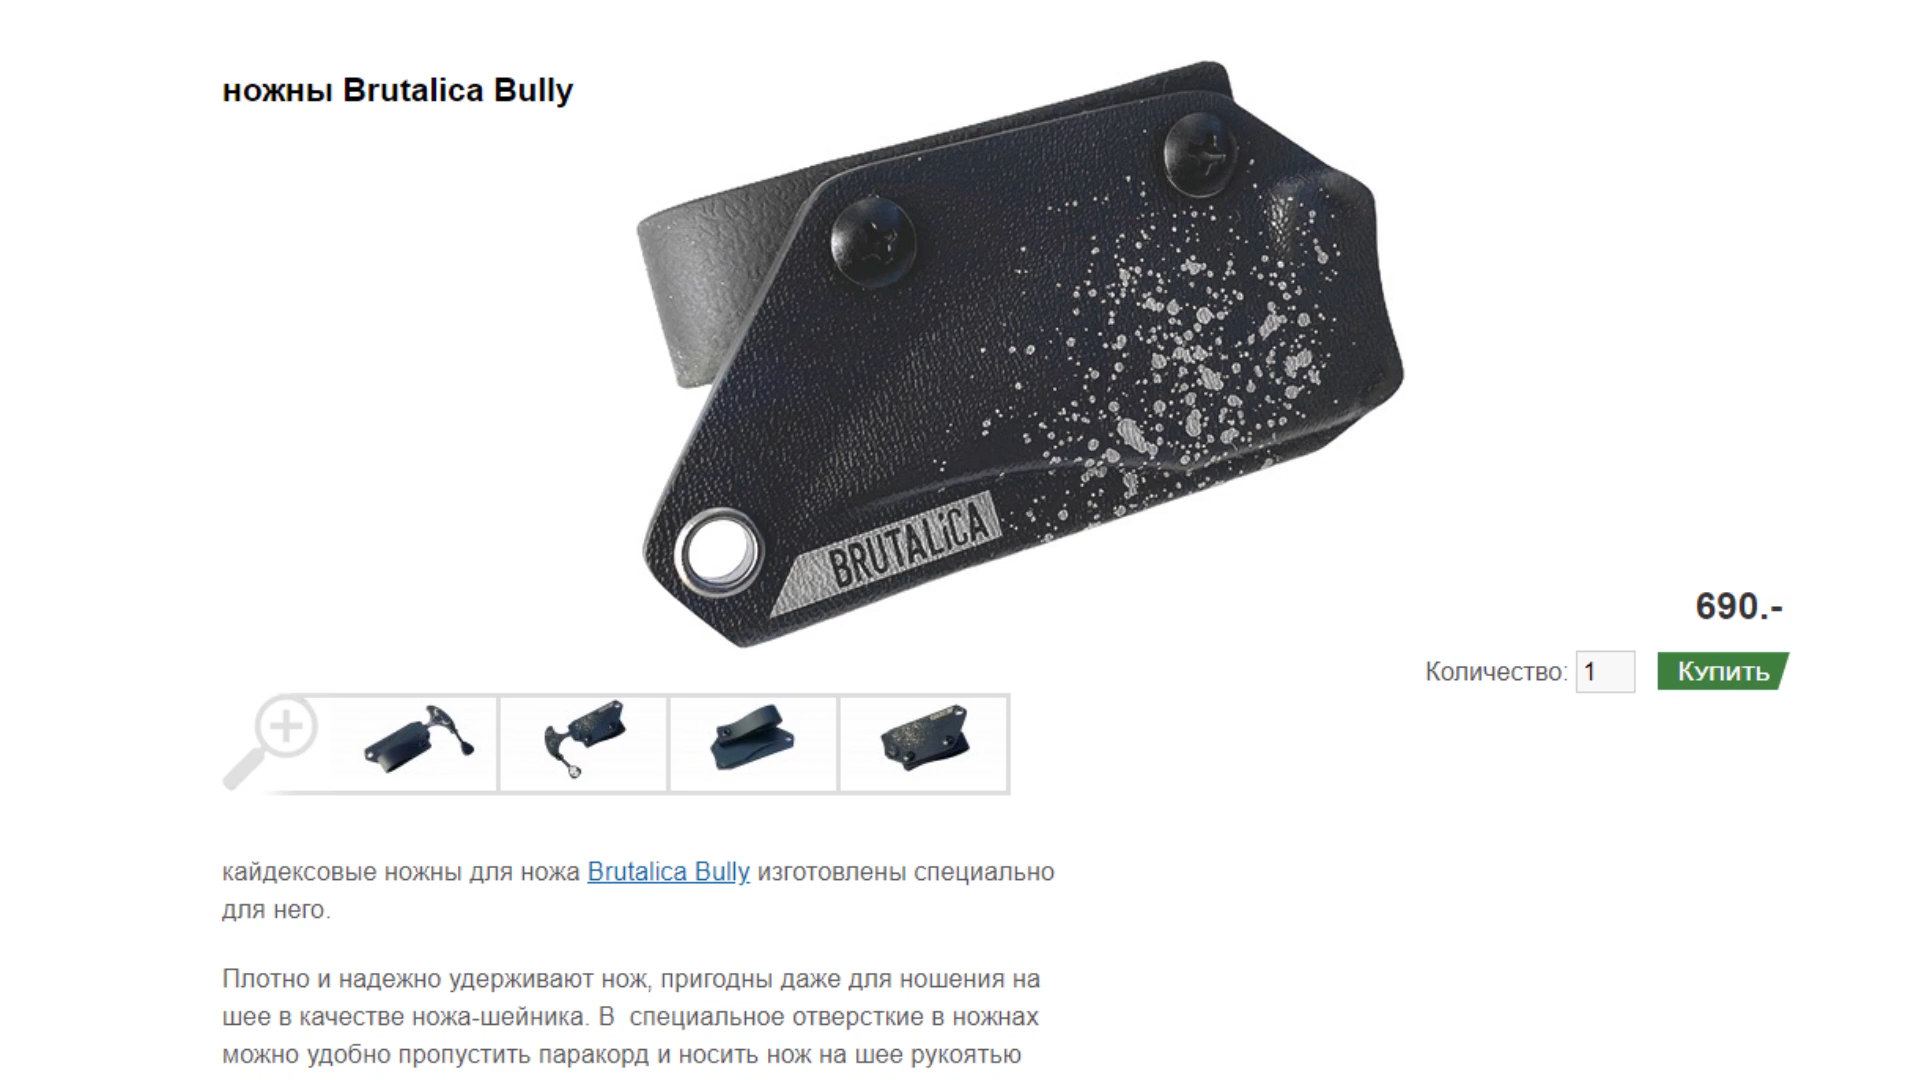 ножны Brutalica Bully
BRUTALiCA
690.-
Количество: 1 Купить
кайдексовые ножны для ножа Brutalica Bully изготовлены специально
для него.
Плотно и надежно удерживают нож, пригодны даже для ношения на
шее в качестве ножа-шейника. В  специальное отверсткие в ножнах
можно удобно пропустить паракорд и носить нож на шее рукоятью